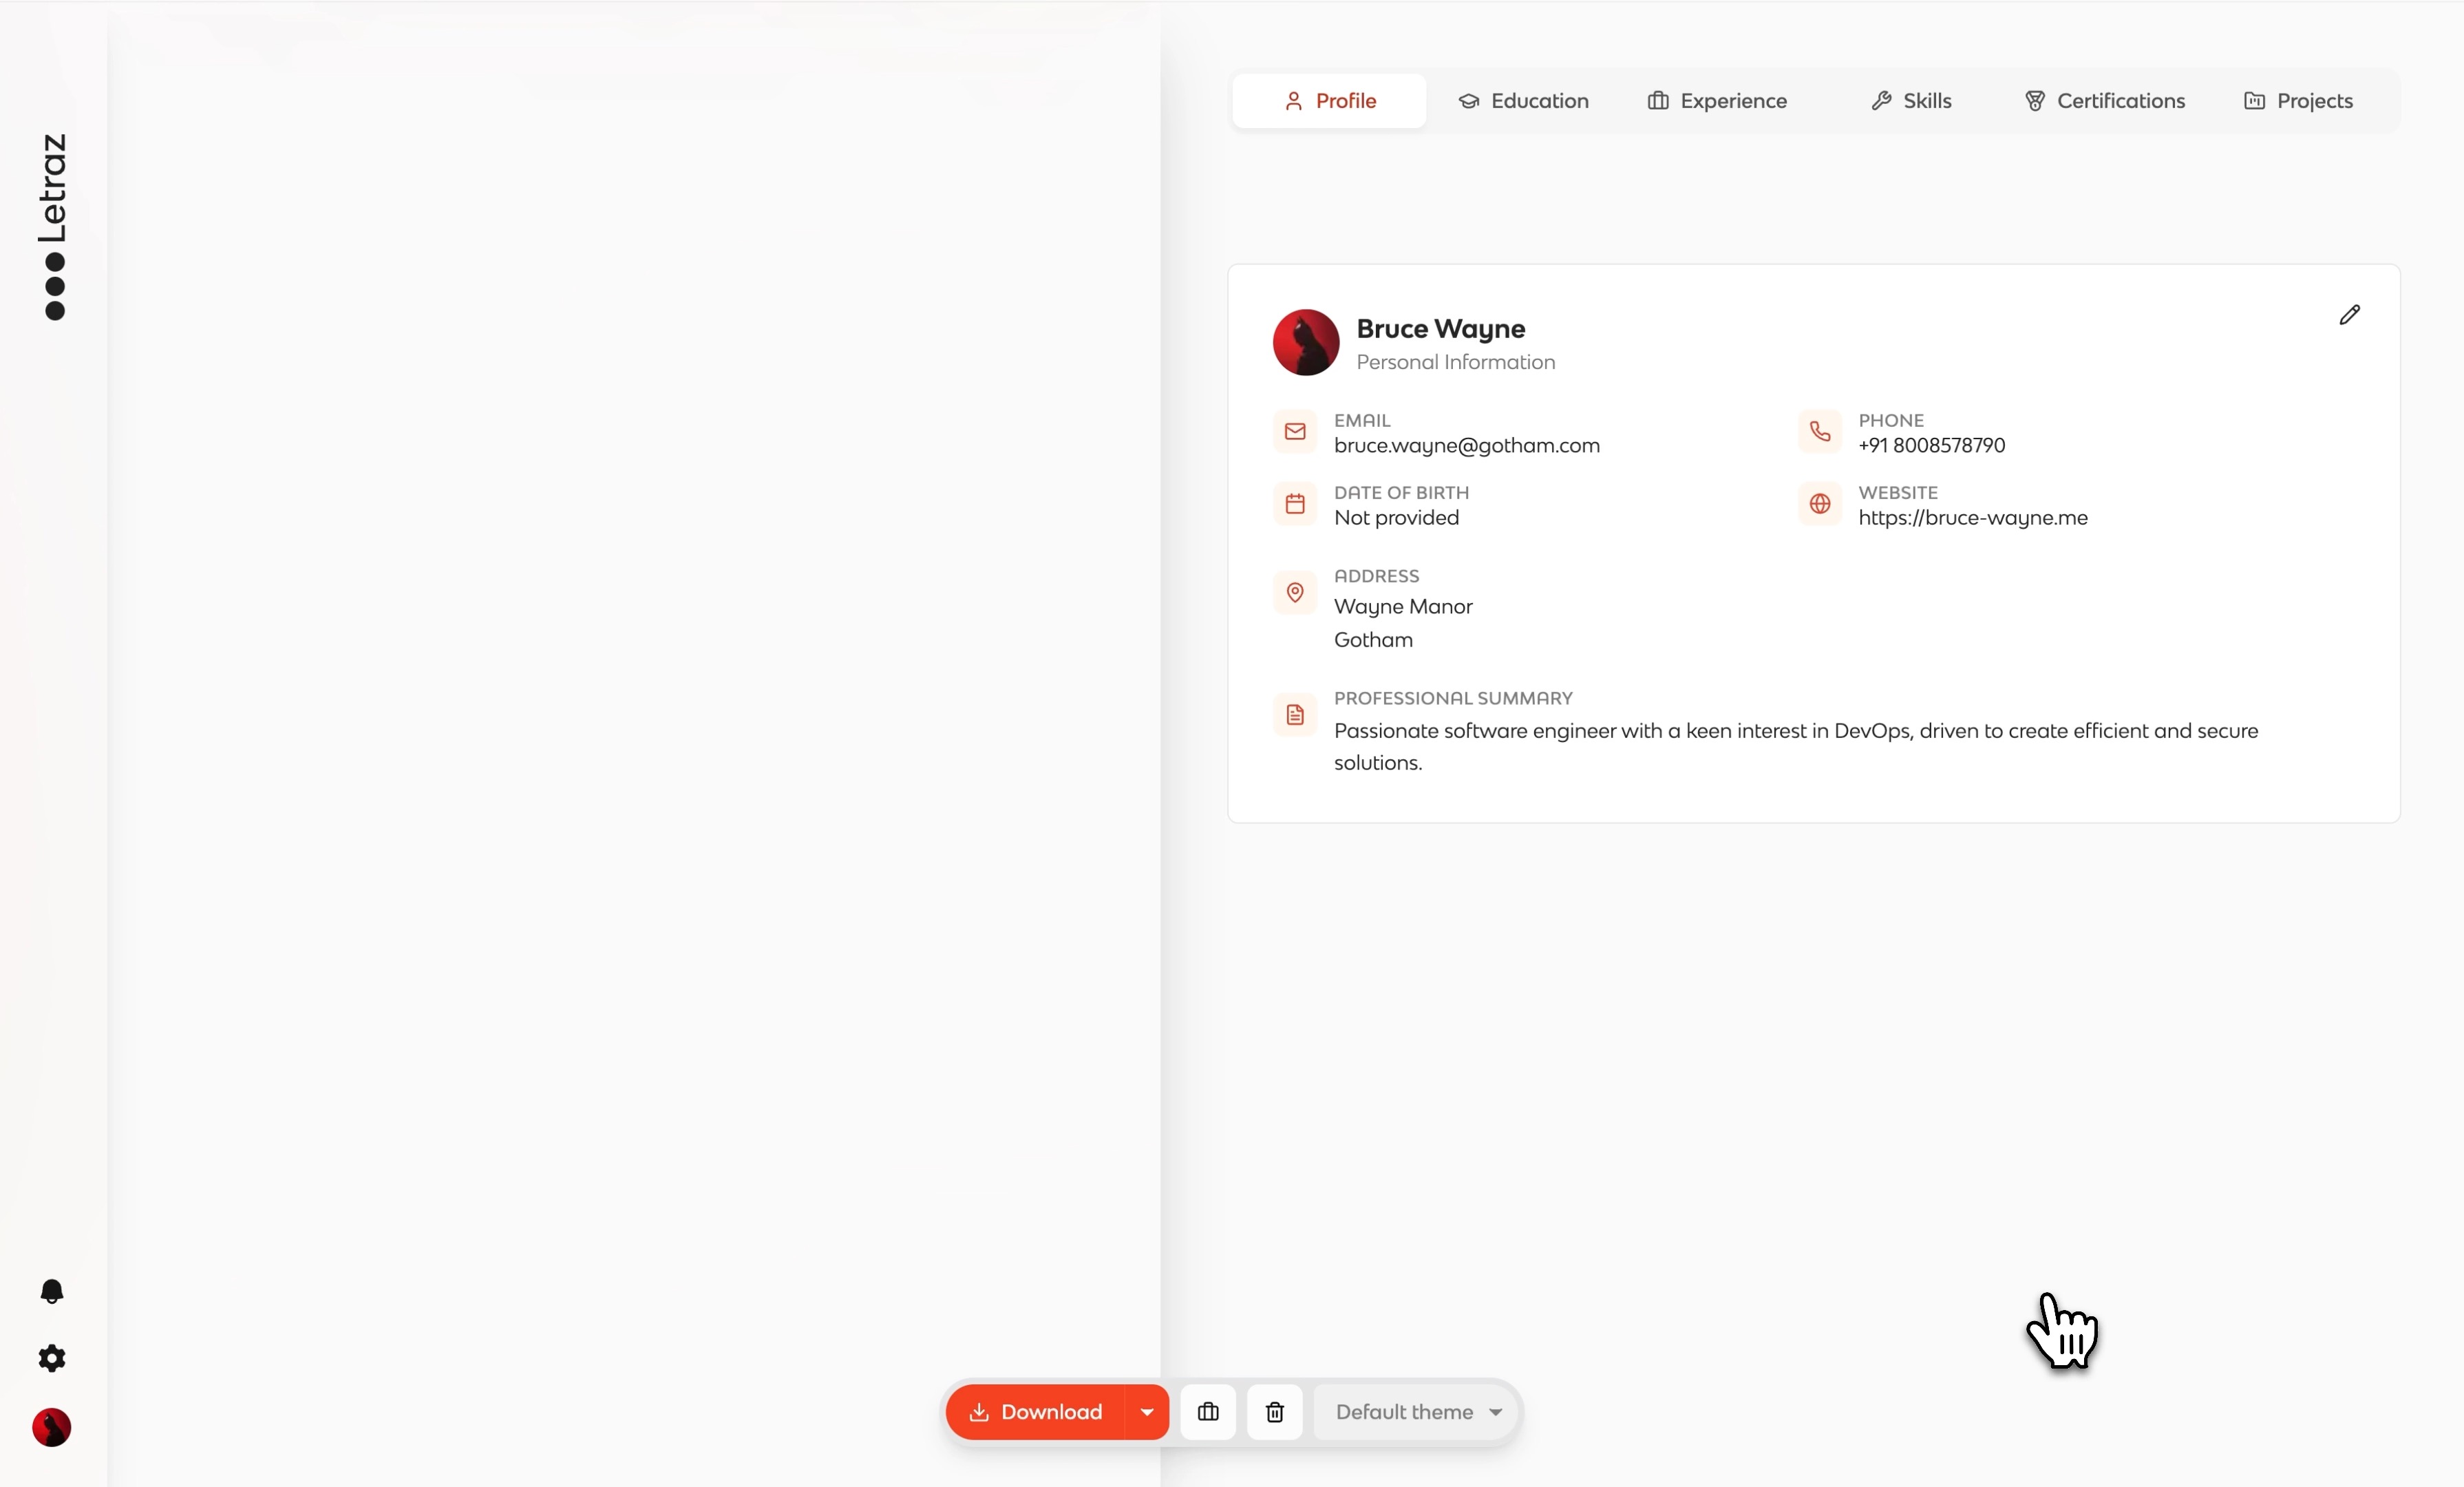 Letraz
Profile
Education
Experience
Skills
Certifications
Projects
Bruce Wayne
Personal Information
EMAIL
bruce.wayne@gotham.com
PHONE
+91 8008578790
DATE OF BIRTH
Not provided
WEBSITE
https://bruce-wayne.me
ADDRESS
Wayne Manor
Gotham
PROFESSIONAL SUMMARY
Passionate software engineer with a keen interest in DevOps, driven to create efficient and secure
solutions.
Download
Default theme